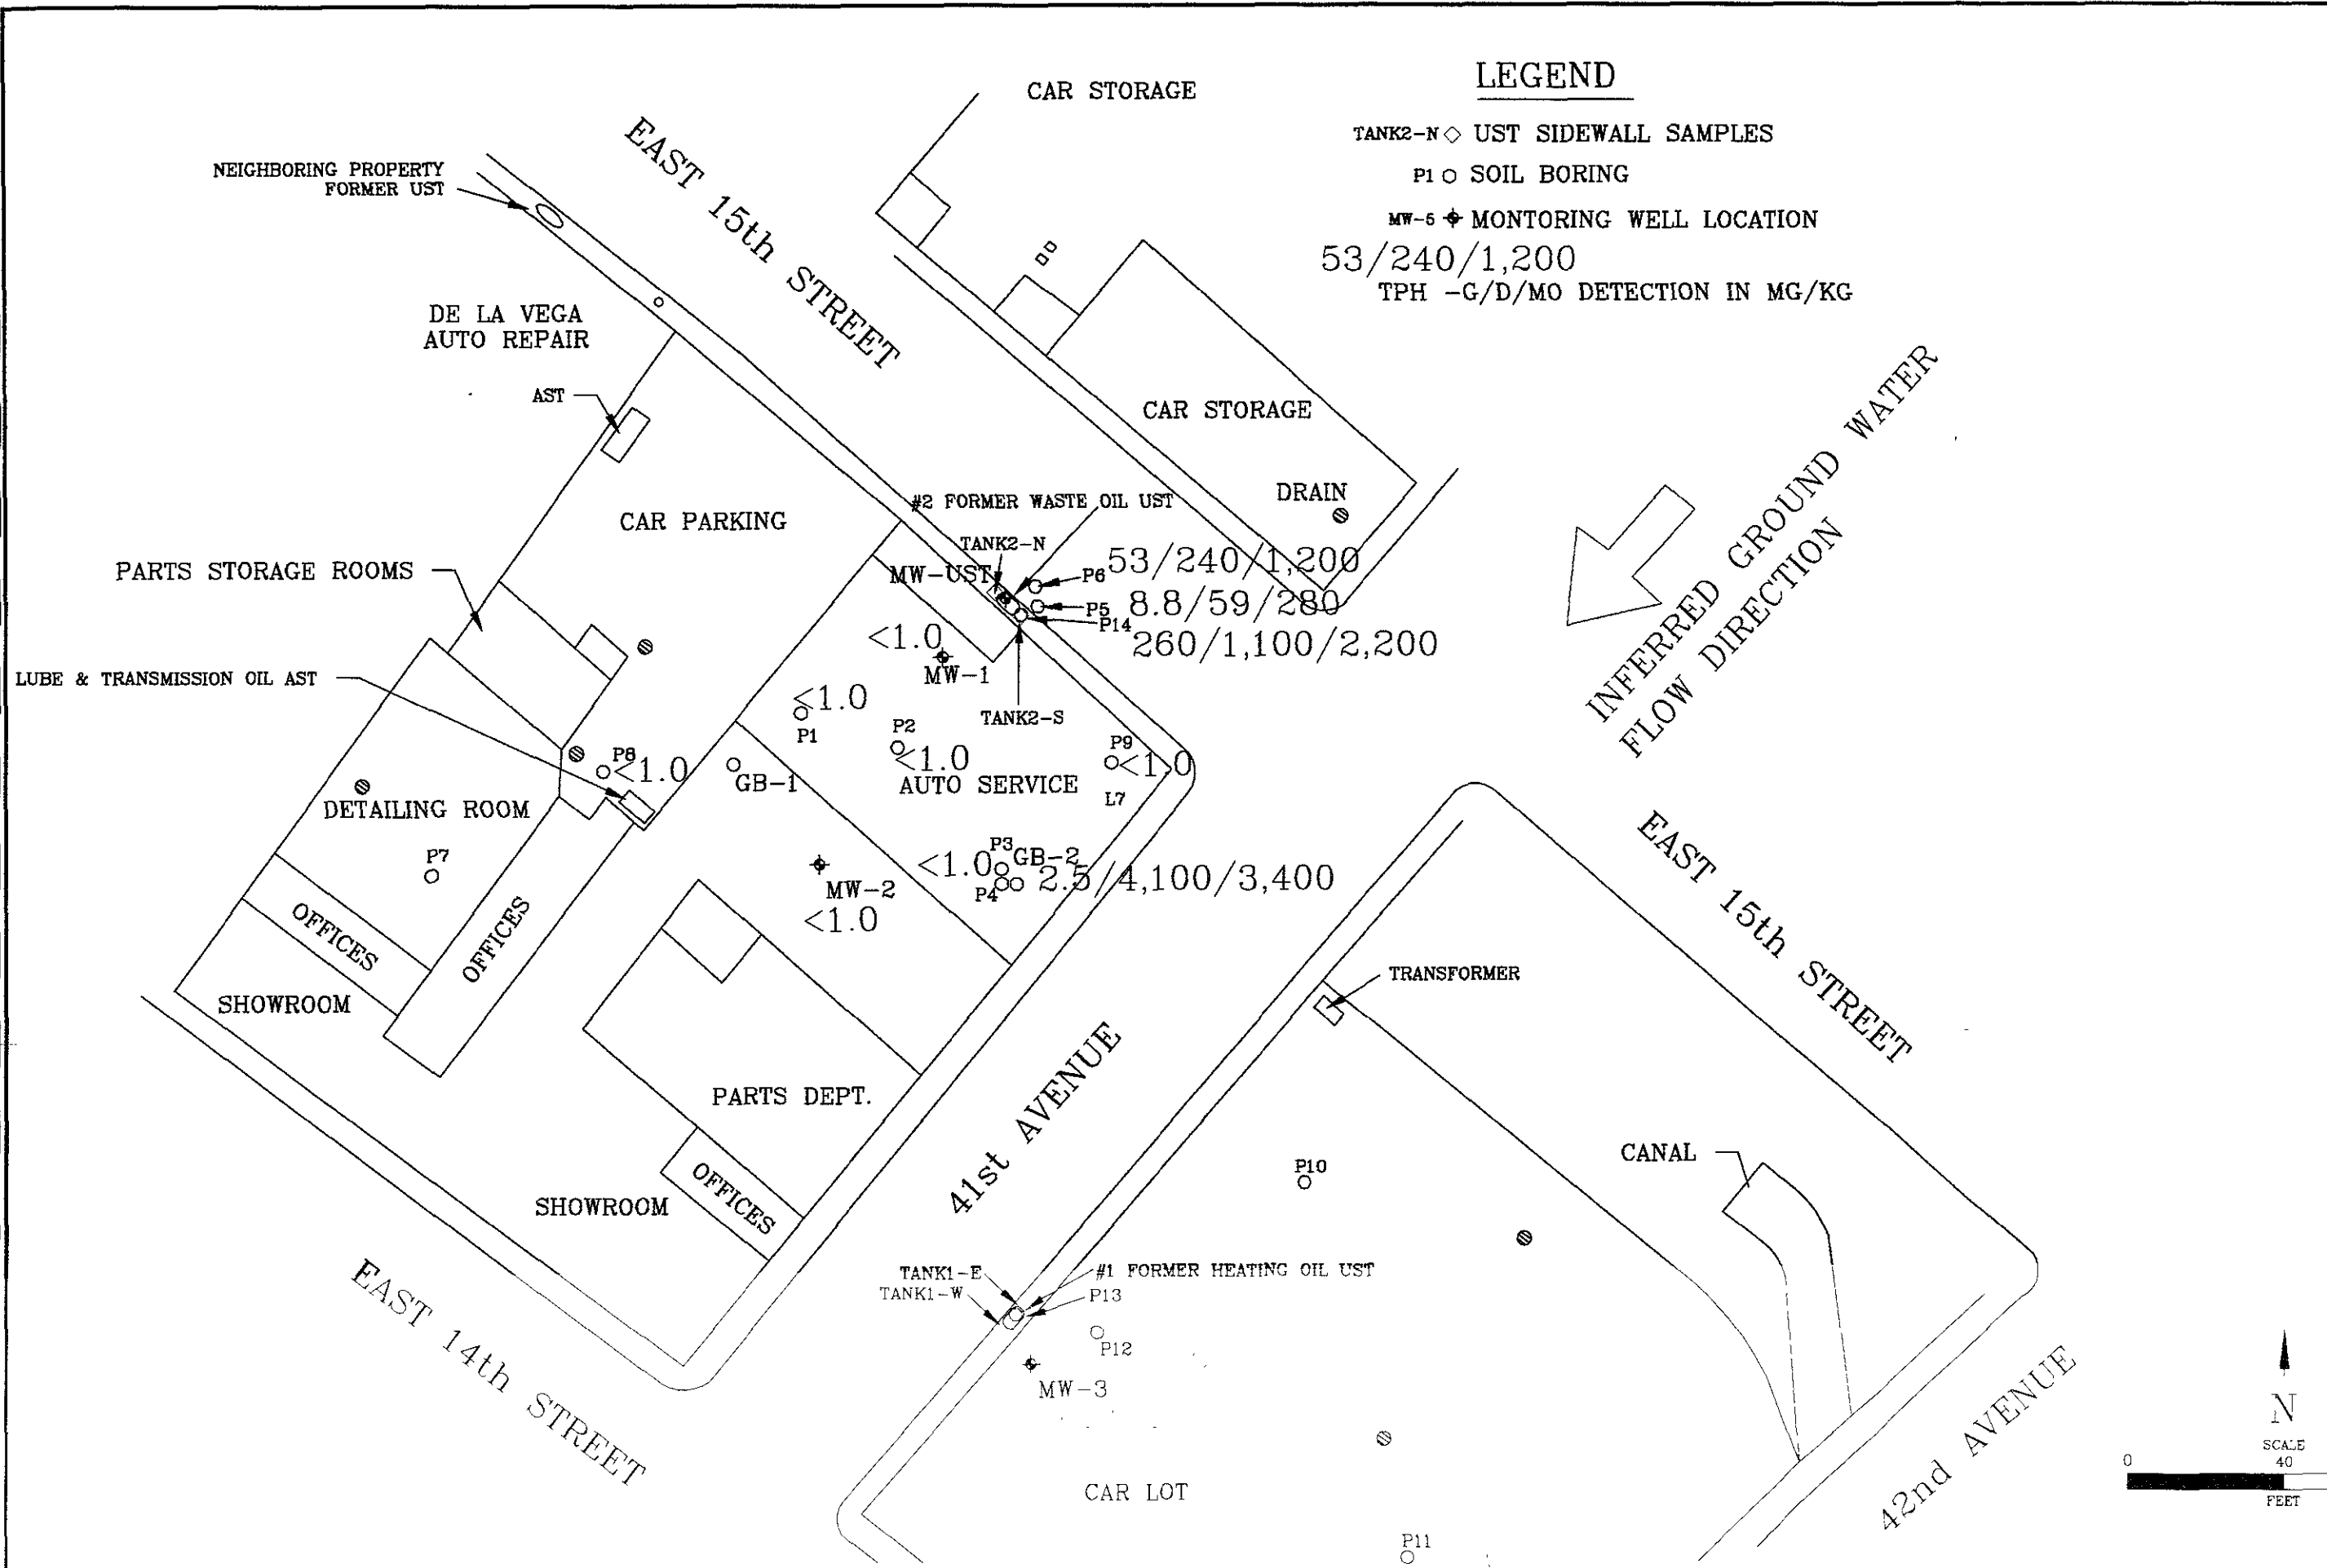 LEGEND
TANK2-N UST SIDEWALL SAMPLES
P1 SOIL BORING
MW-5 MONTORING WELL LOCATION
53/240/1,200
TPH -G/D/MO DETECTION IN MG/KG
CAR STORAGE
EAST 15th STREET
NEIGHBORING PROPERTY
FORMER UST
DE LA VEGA
AUTO REPAIR
AST
CAR STORAGE
DRAIN
CAR PARKING
#2 FORMER WASTE OIL UST
TANK2-N
MW-UST
P6 53/240/1,200
P5 8.8/59/280
P14 260/1,100/2,200
PARTS STORAGE ROOMS
<1.0
MW-1
TANK2-S
LUBE & TRANSMISSION OIL AST
<1.0
P1
P2
<1.0
P9
<1.0
AUTO SERVICE
L7
P8
<1.0
GB-1
DETAILING ROOM
P7
MW-2
<1.0
<1.0
P3
GB-2
P4
2.5/4,100/3,400
OFFICES
OFFICES
SHOWROOM
INFERRED GROUND WATER
FLOW DIRECTION
EAST 15th STREET
TRANSFORMER
41st AVENUE
PARTS DEPT.
OFFICES
SHOWROOM
P10
CANAL
EAST 14th STREET
TANK1-E
TANK1-W
#1 FORMER HEATING OIL UST
P13
P12
MW-3
CAR LOT
P11
42nd AVENUE
N
SCALE
0 40
FEET